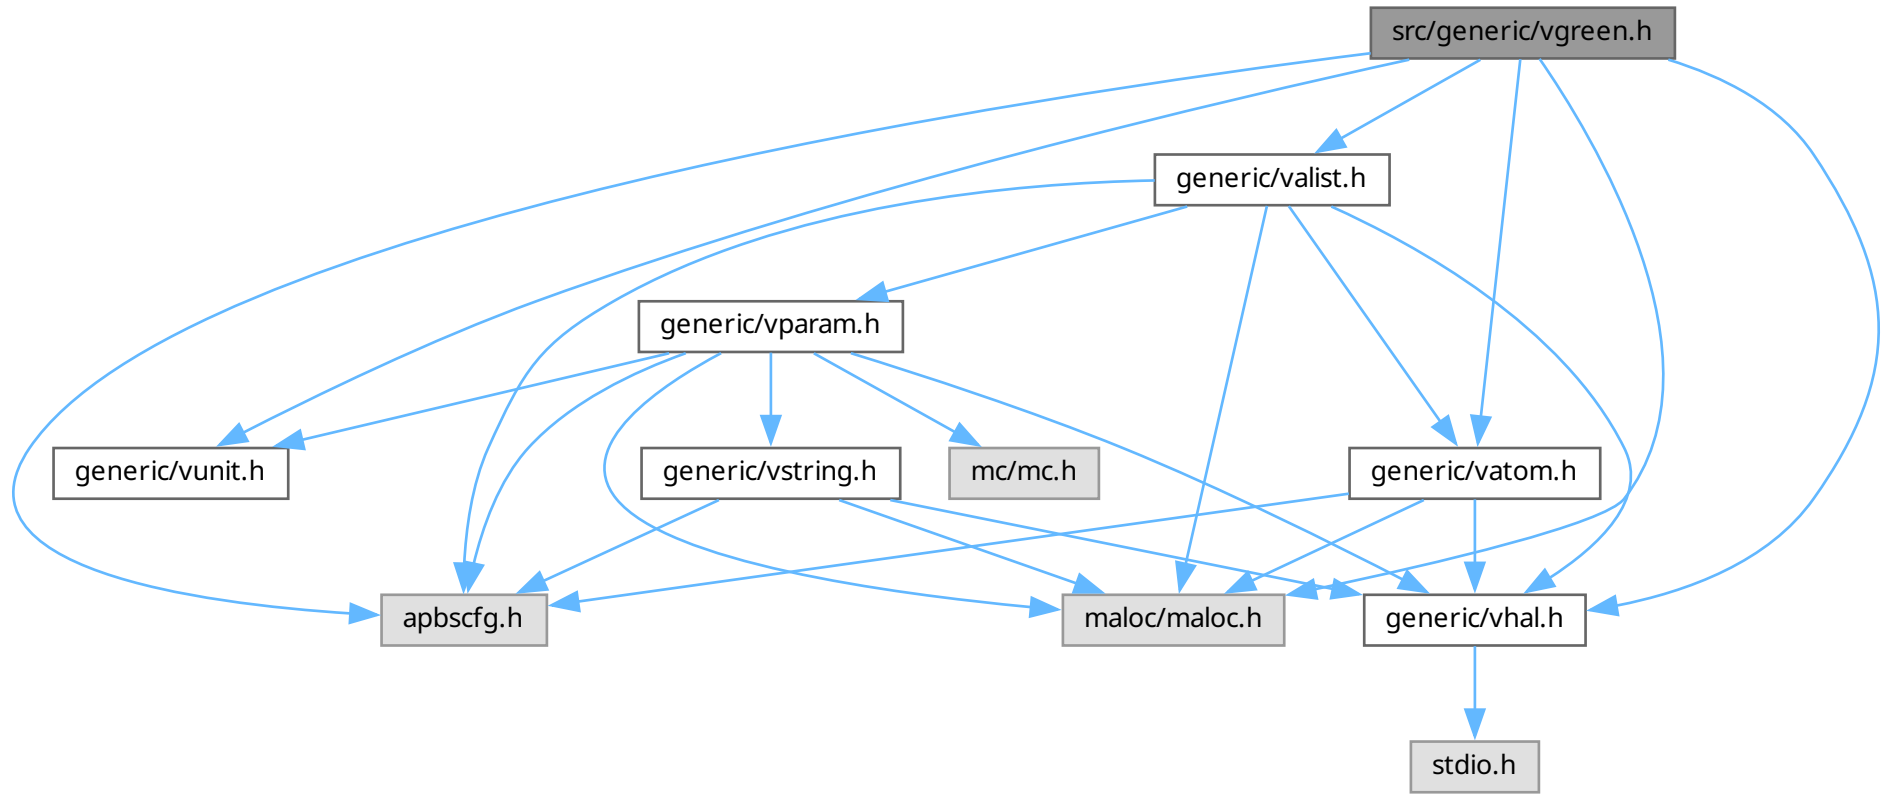 src/generic/vgreen.h
generic/valist.h
generic/vparam.h
generic/vunit.h
generic/vstring.h
mc/mc.h
generic/vatom.h
apbscfg.h
maloc/maloc.h
generic/vhal.h
stdio.h